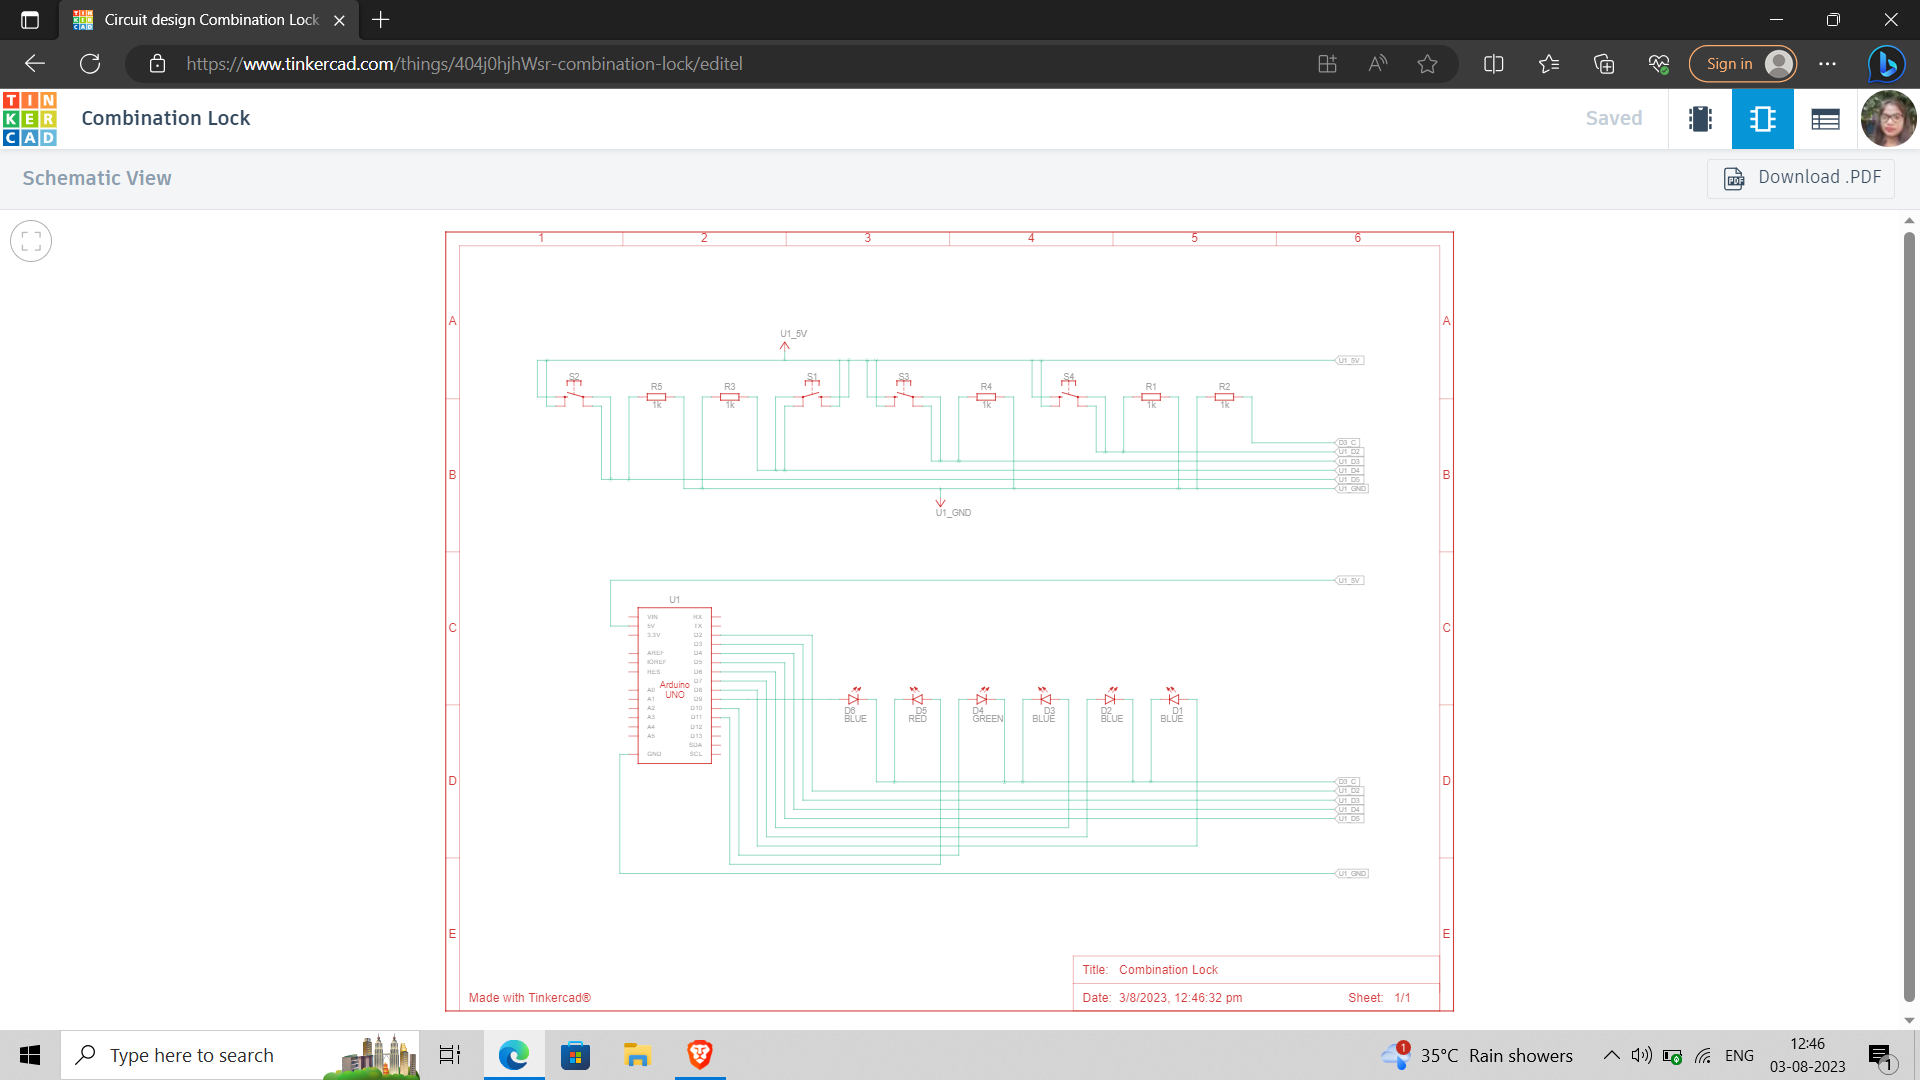 Circuit design Combination Lock
https://www.tinkercad.com/things/404j0hjhWsr-combination-lock/editel
Sign in
TIN
KER
CAD
Combination Lock
Saved
Schematic View
Download .PDF
PDF
1 2 3 4 5 6
A A
U1_5V
U1_5V
S2 R5 R3 S1 S3 R4 S4 R1 R2
1k 1k 1k 1k 1k
D3_C
U1_D2
U1_D3
U1_D4
U1_D5
U1_GND
B B
U1_GND
U1_5V
U1
C C
VIN RX
5V TX
3.3V D2
D3
AREF D4
IOREF D5
RES D6
D7
A0 D8
A1 D9
A2 D10
A3 D11
A4 D12
A5 D13
SDA
GND SCL
Arduino
UNO
D6 D5 D4 D3 D2 D1
BLUE RED GREEN BLUE BLUE BLUE
D D
D3_C
U1_D2
U1_D3
U1_D4
U1_D5
U1_GND
E E
Title: Combination Lock
Made with Tinkercad®
Date: 3/8/2023, 12:46:32 pm Sheet: 1/1
Type here to search
1
35°C Rain showers
ENG
12:46
03-08-2023
1